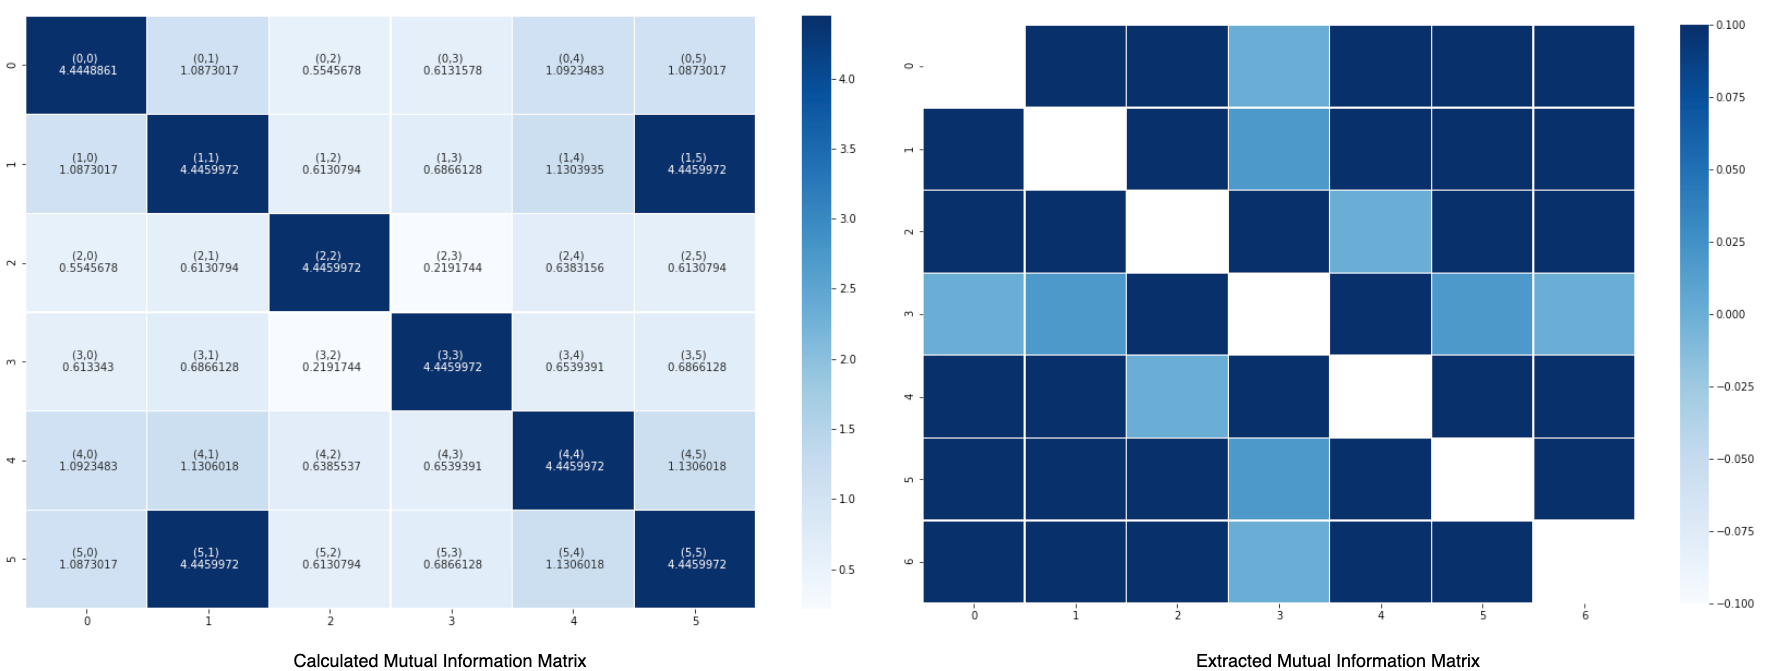 (0,0) (0,1) (0,2) (0,3) (0,4) (0,5)
0 4.4448861 1.0873017 0.5545678 0.6131578 1.0923483 1.0873017
(1,0) (1,1) (1,2) (1,3) (1,4) (1,5)
1 1.0873017 4.4459972 0.6130794 0.6866128 1.1303935 4.4459972
(2,0) (2,1) (2,2) (2,3) (2,4) (2,5)
2 0.5545678 0.6130794 4.4459972 0.2191744 0.6383156 0.6130794
(3,0) (3,1) (3,2) (3,3) (3,4) (3,5)
3 0.613343 0.6866128 0.2191744 4.4459972 0.6539391 0.6866128
(4,0) (4,1) (4,2) (4,3) (4,4) (4,5)
4 1.0923483 1.1306018 0.6385537 0.6539391 4.4459972 1.1306018
(5,0) (5,1) (5,2) (5,3) (5,4) (5,5)
5 1.0873017 4.4459972 0.6130794 0.6866128 1.1306018 4.4459972
0 1 2 3 4 5
4.0
3.5
3.0
2.5
2.0
1.5
1.0
0.5
Calculated Mutual Information Matrix
0
1
2
3
4
5
6
0 1 2 3 4 5 6
0.100
0.075
0.050
0.025
0.000
−0.025
−0.050
−0.075
−0.100
Extracted Mutual Information Matrix